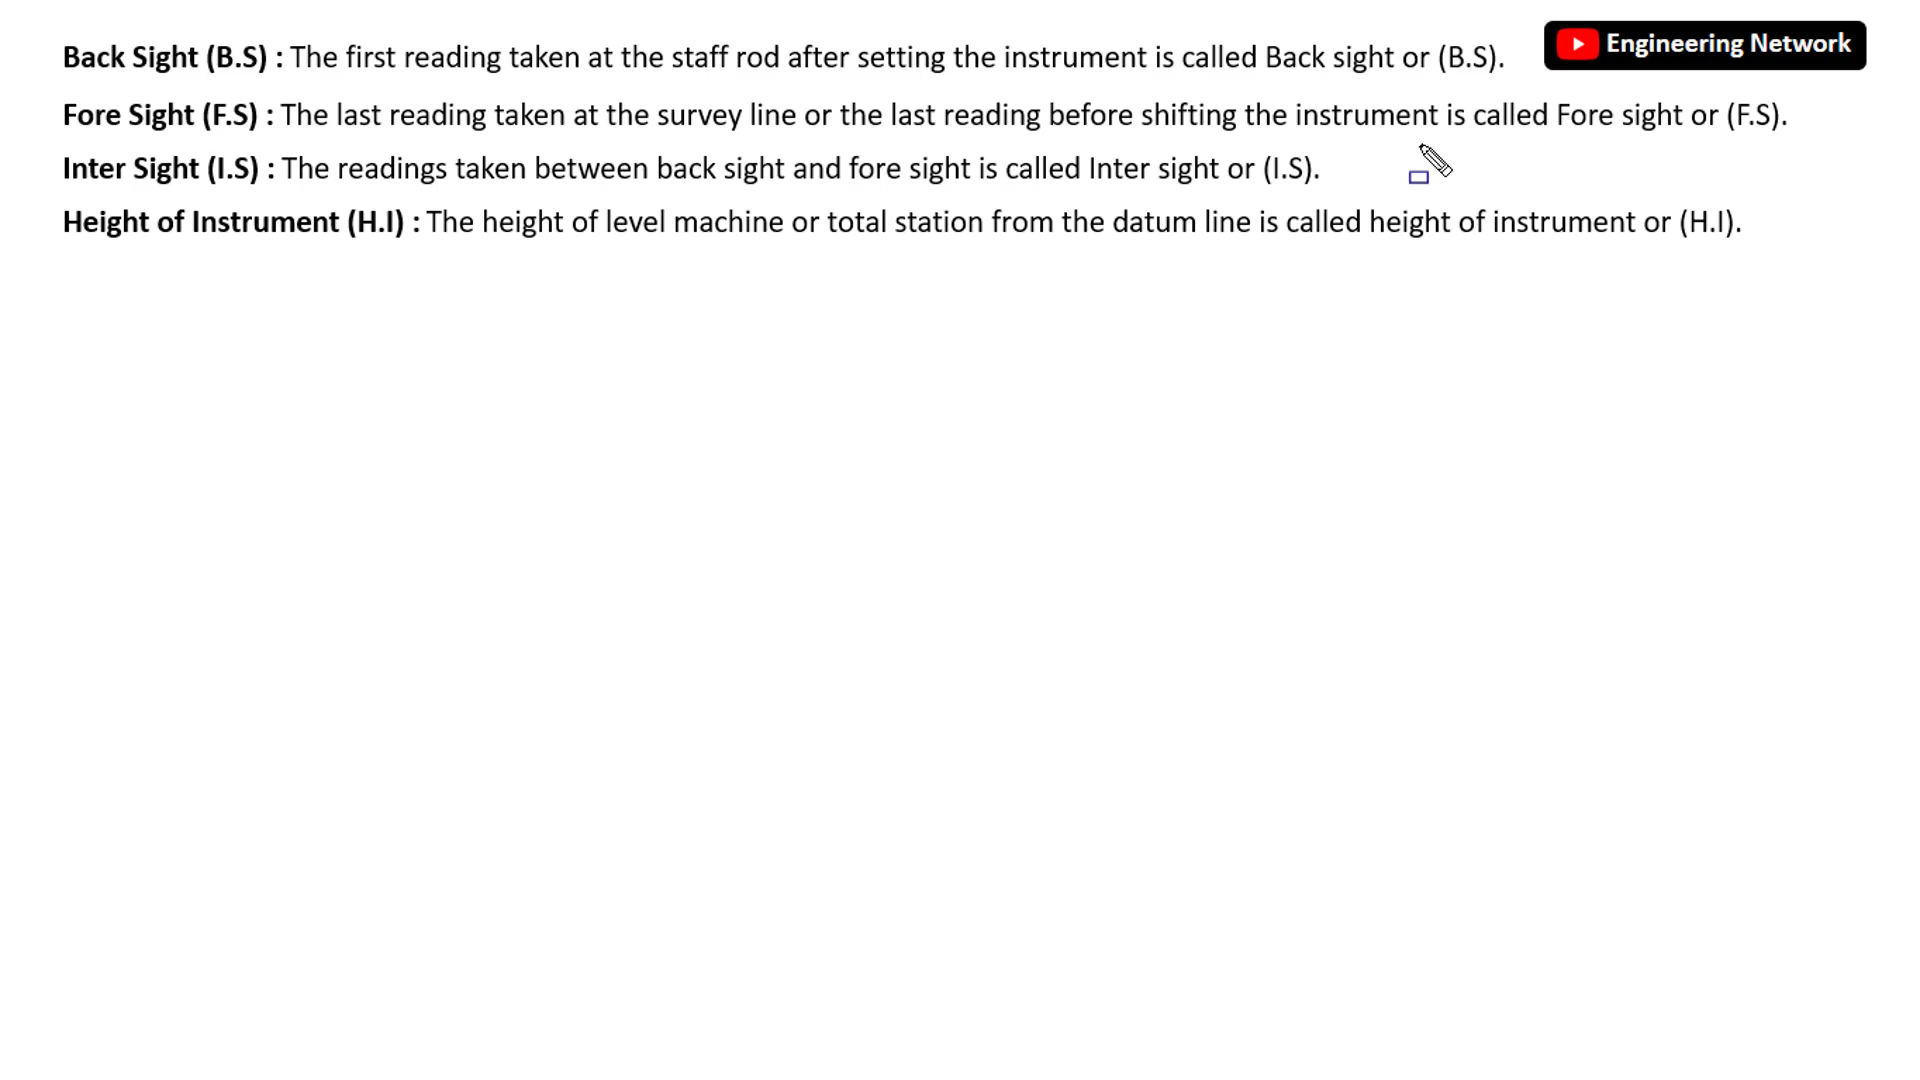 Back Sight (B.S) : The first reading taken at the staff rod after setting the instrument is called Back sight or (B.S).
Engineering Network
Fore Sight (F.S) : The last reading taken at the survey line or the last reading before shifting the instrument is called Fore sight or (F.S).
Inter Sight (I.S) : The readings taken between back sight and fore sight is called Inter sight or (I.S).
Height of Instrument (H.I) : The height of level machine or total station from the datum line is called height of instrument or (H.I).